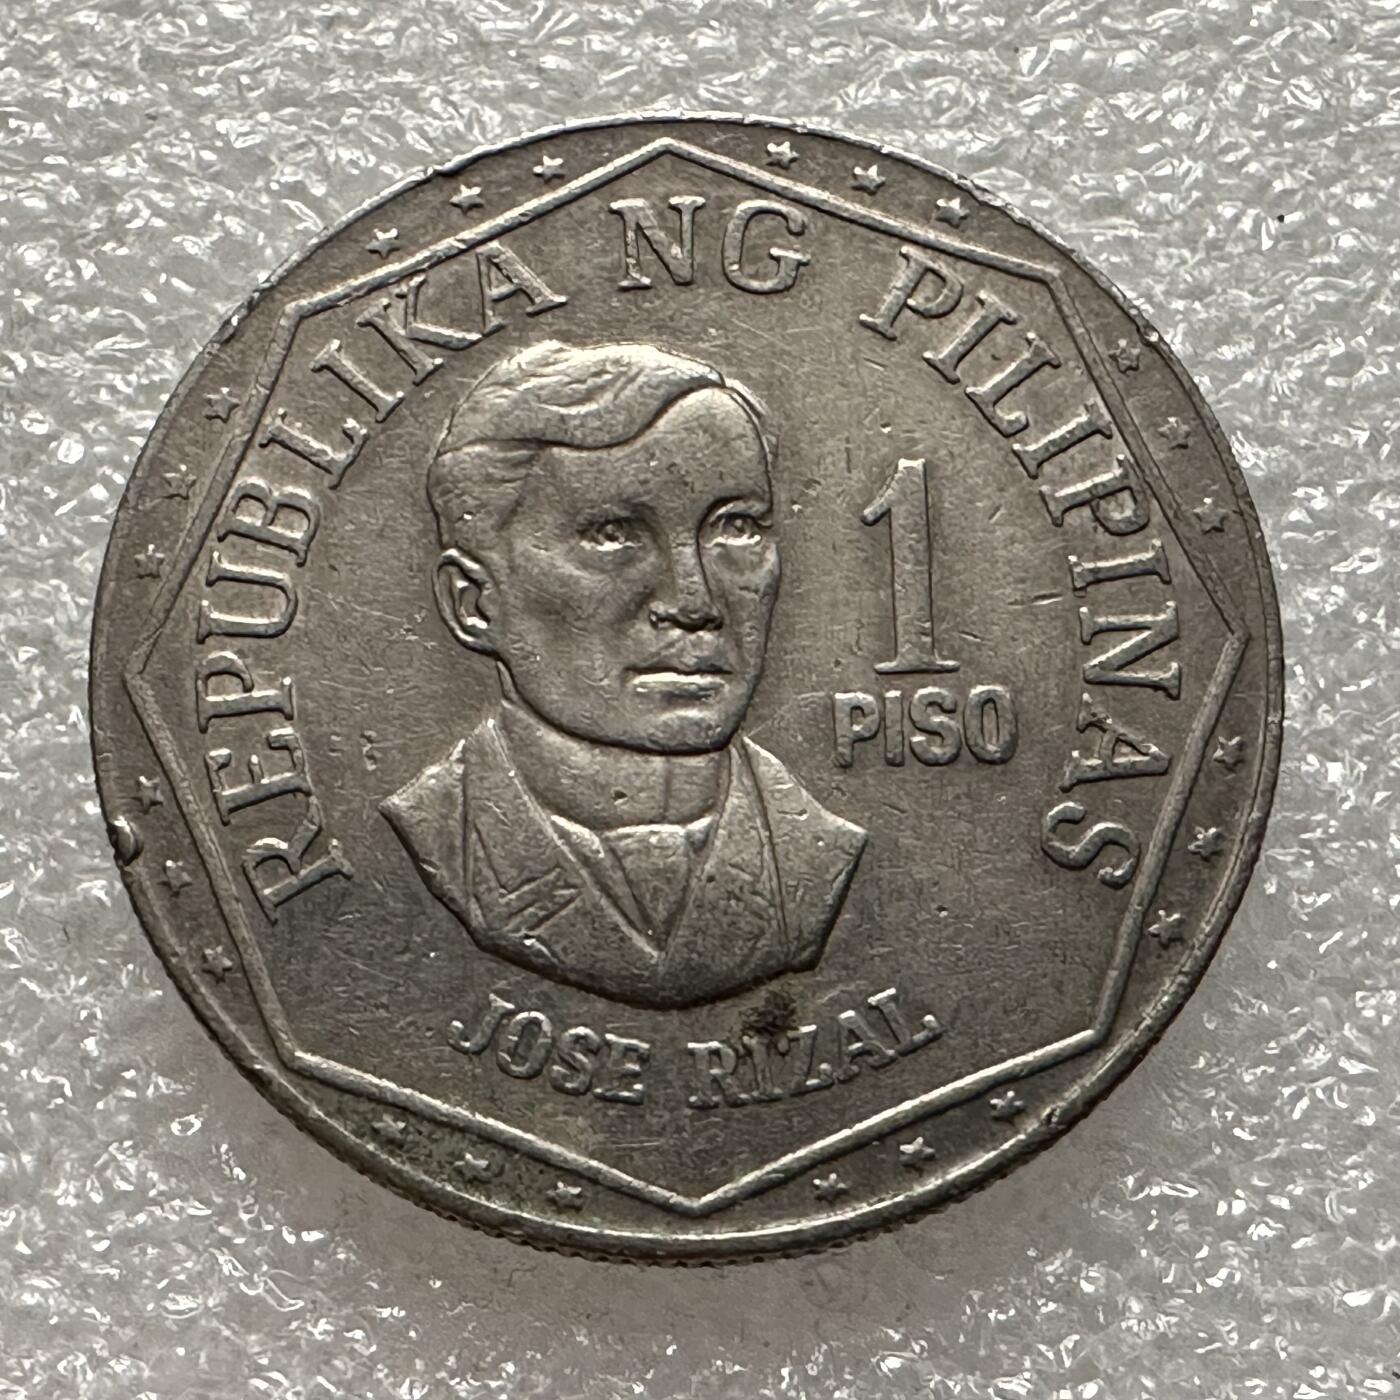 REPUBLIKA NG PILIPINAS
1
PISO
JOSE RIZAL